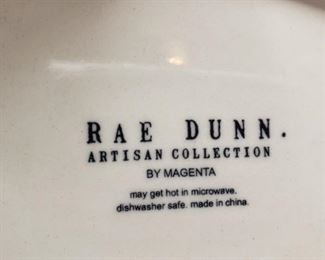 RAE DUNN.
ARTISAN COLLECTION
BY MAGENTA
may get hot in microwave.
dishwasher safe. made in china.